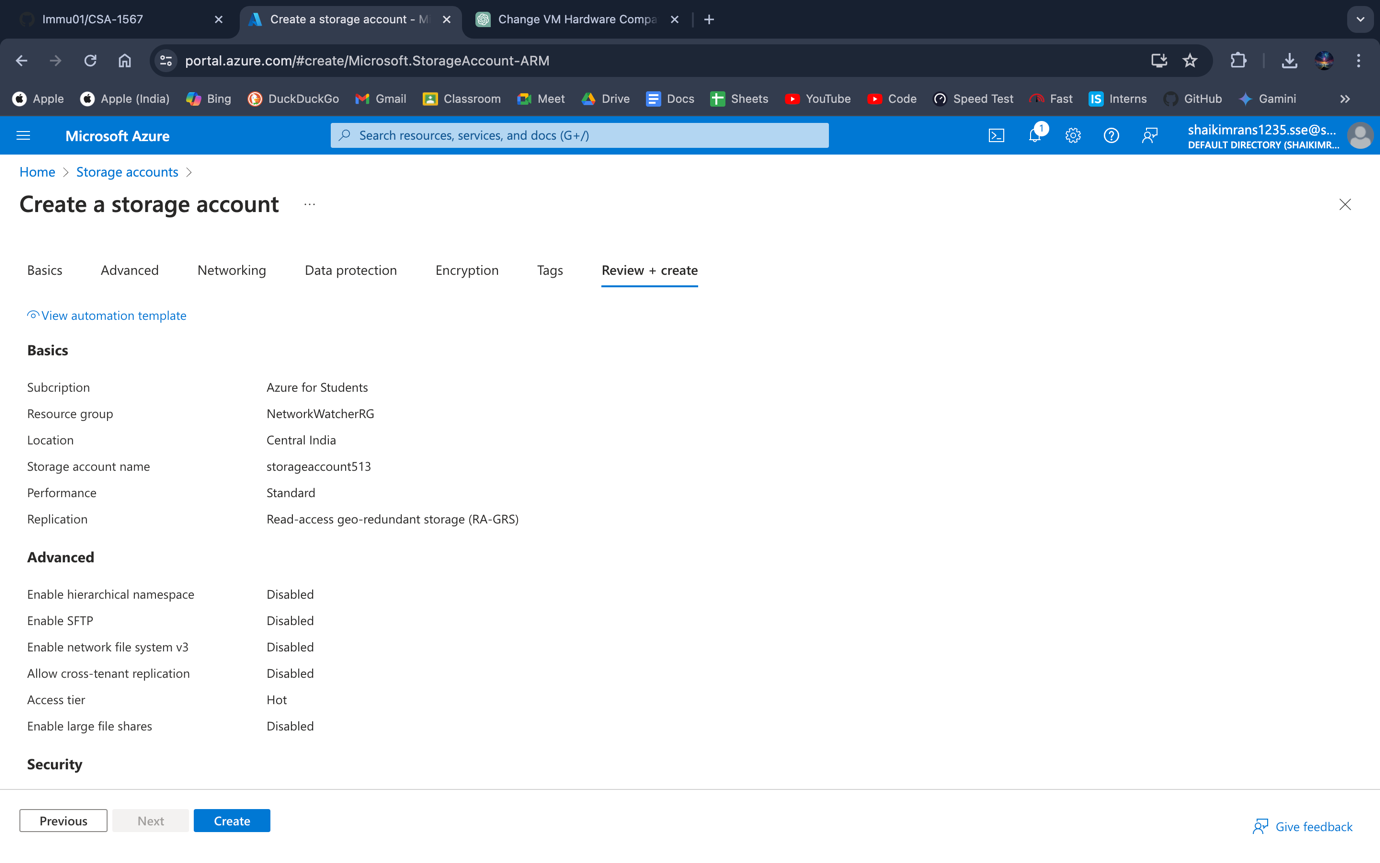 Immu01/CSA-1567
Create a storage account - Mi
Change VM Hardware Compa
portal.azure.com/#create/Microsoft.StorageAccount-ARM
Apple Apple (India) Bing DuckDuckGo Gmail Classroom Meet Drive Docs Sheets YouTube Code Speed Test Fast IS Interns GitHub Gamini
Microsoft Azure
Search resources, services, and docs (G+/)
1
shaikimrans1235.sse@s...
DEFAULT DIRECTORY (SHAIKIMR...
Home > Storage accounts >
Create a storage account ...
Basics Advanced Networking Data protection Encryption Tags Review + create
View automation template
Basics
Subcription Azure for Students
Resource group NetworkWatcherRG
Location Central India
Storage account name storageaccount513
Performance Standard
Replication Read-access geo-redundant storage (RA-GRS)
Advanced
Enable hierarchical namespace Disabled
Enable SFTP Disabled
Enable network file system v3 Disabled
Allow cross-tenant replication Disabled
Access tier Hot
Enable large file shares Disabled
Security
Previous Next Create
Give feedback